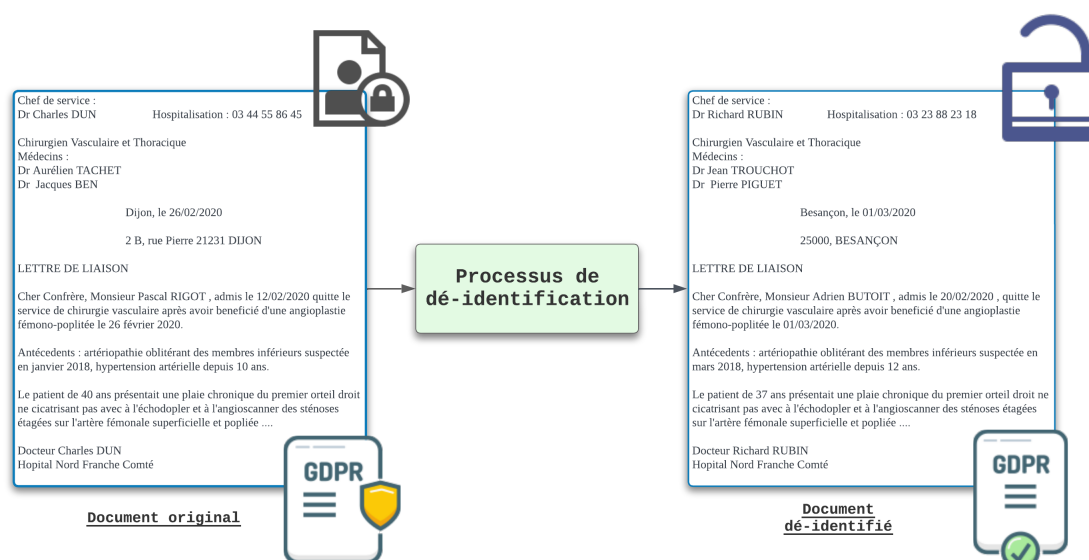 Chef de service :
Dr Charles DUN Hospitalisation : 03 44 55 86 45
Chirurgien Vasculaire et Thoracique
Médecins :
Dr Aurélien TACHET
Dr Jacques BEN
Dijon, le 26/02/2020
2 B, rue Pierre 21231 DIJON
LETTRE DE LIAISON
Cher Confrère, Monsieur Pascal RIGOT , admis le 12/02/2020 quitte le
service de chirurgie vasculaire après avoir beneficié d'une angioplastie
fémono-poplitée le 26 février 2020.
Antécedents : artériopathie oblitérant des membres inférieurs suspectée
en janvier 2018, hypertension artérielle depuis 10 ans.
Le patient de 40 ans présentait une plaie chronique du premier orteil droit
ne cicatrisant pas avec à l'échodopler et à l'angioscanner des sténoses
étagées sur l'artère fémonale superficielle et popliée ....
Docteur Charles DUN
Hopital Nord Franche Comté
GDPR
Document original
Processus de
dé-identification
Chef de service :
Dr Richard RUBIN Hospitalisation : 03 23 88 23 18
Chirurgien Vasculaire et Thoracique
Médecins :
Dr Jean TROUCHOT
Dr Pierre PIGUET
Besançon, le 01/03/2020
25000, BESANÇON
LETTRE DE LIAISON
Cher Confrère, Monsieur Adrien BUTOIT , admis le 20/02/2020 , quitte le
service de chirurgie vasculaire après avoir beneficié d'une angioplastie
fémono-poplitée le 01/03/2020.
Antécedents : artériopathie oblitérant des membres inférieurs suspectée en
mars 2018, hypertension artérielle depuis 12 ans.
Le patient de 37 ans présentait une plaie chronique du premier orteil droit ne
cicatrisant pas avec à l'échodopler et à l'angioscanner des sténoses étagées
sur l'artère fémonale superficielle et popliée ....
Docteur Richard RUBIN
Hopital Nord Franche Comté
GDPR
Document
dé-identifié